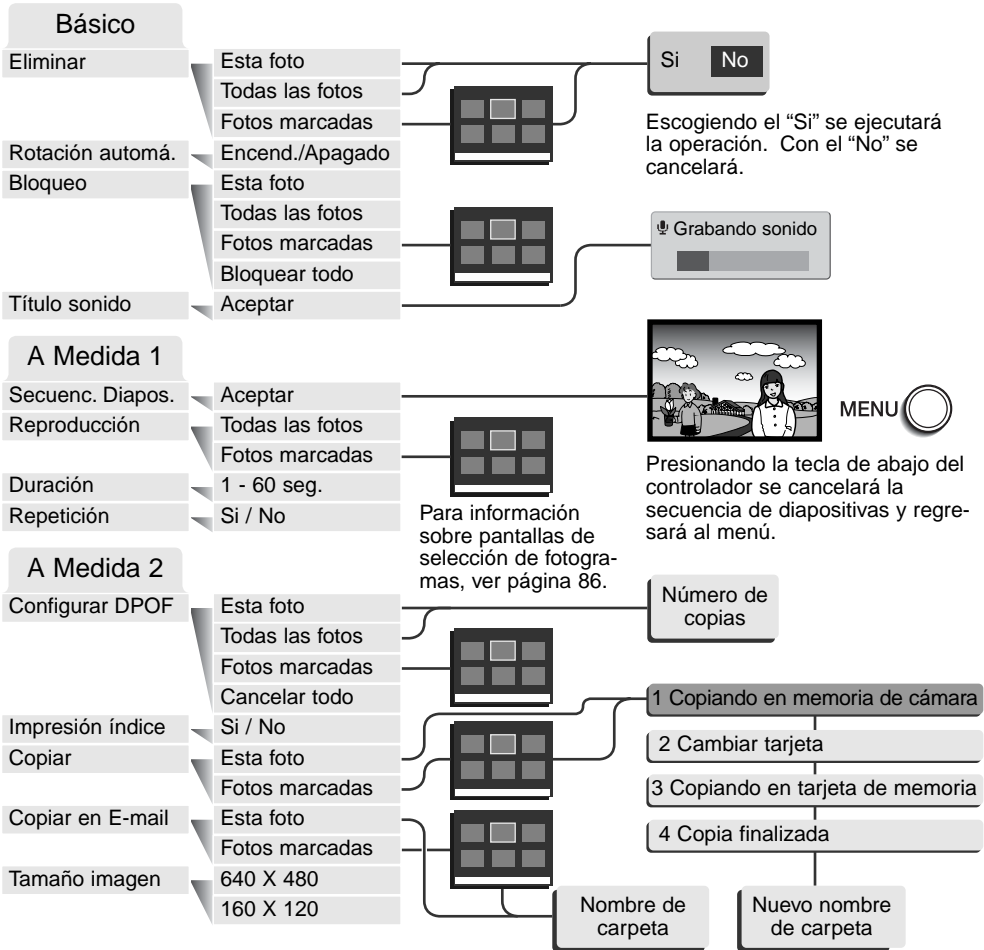 Básico
Eliminar
Esta foto
Todas las fotos
Fotos marcadas
Si No
Escogiendo el “Si” se ejecutará
la operación. Con el “No” se
cancelará.
Rotación automá.
Encend./Apagado
Bloqueo
Esta foto
Todas las fotos
Fotos marcadas
Bloquear todo
Grabando sonido
Título sonido
Aceptar
A Medida 1
Secuenc. Diapos.
Aceptar
MENU
Reproducción
Todas las fotos
Fotos marcadas
Duración
1 - 60 seg.
Repetición
Si / No
Para información
sobre pantallas de
selección de fotogra-
mas, ver página 86.
Presionando la tecla de abajo del
controlador se cancelará la
secuencia de diapositivas y regre-
sará al menú.
A Medida 2
Configurar DPOF
Esta foto
Todas las fotos
Fotos marcadas
Cancelar todo
Número de
copias
Impresión índice
Si / No
Copiar
Esta foto
Fotos marcadas
1 Copiando en memoria de cámara
2 Cambiar tarjeta
3 Copiando en tarjeta de memoria
4 Copia finalizada
Copiar en E-mail
Esta foto
Fotos marcadas
Tamaño imagen
640 X 480
160 X 120
Nombre de
carpeta
Nuevo nombre
de carpeta